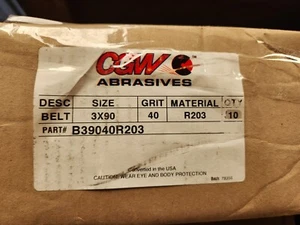 CGW
ABRASIVES
DESC SIZE GRIT MATERIAL QTY
BELT 3X90 40 R203 10
PART# B39040R203
Converted in the USA
CAUTION: WEAR EYE AND BODY PROTECTION